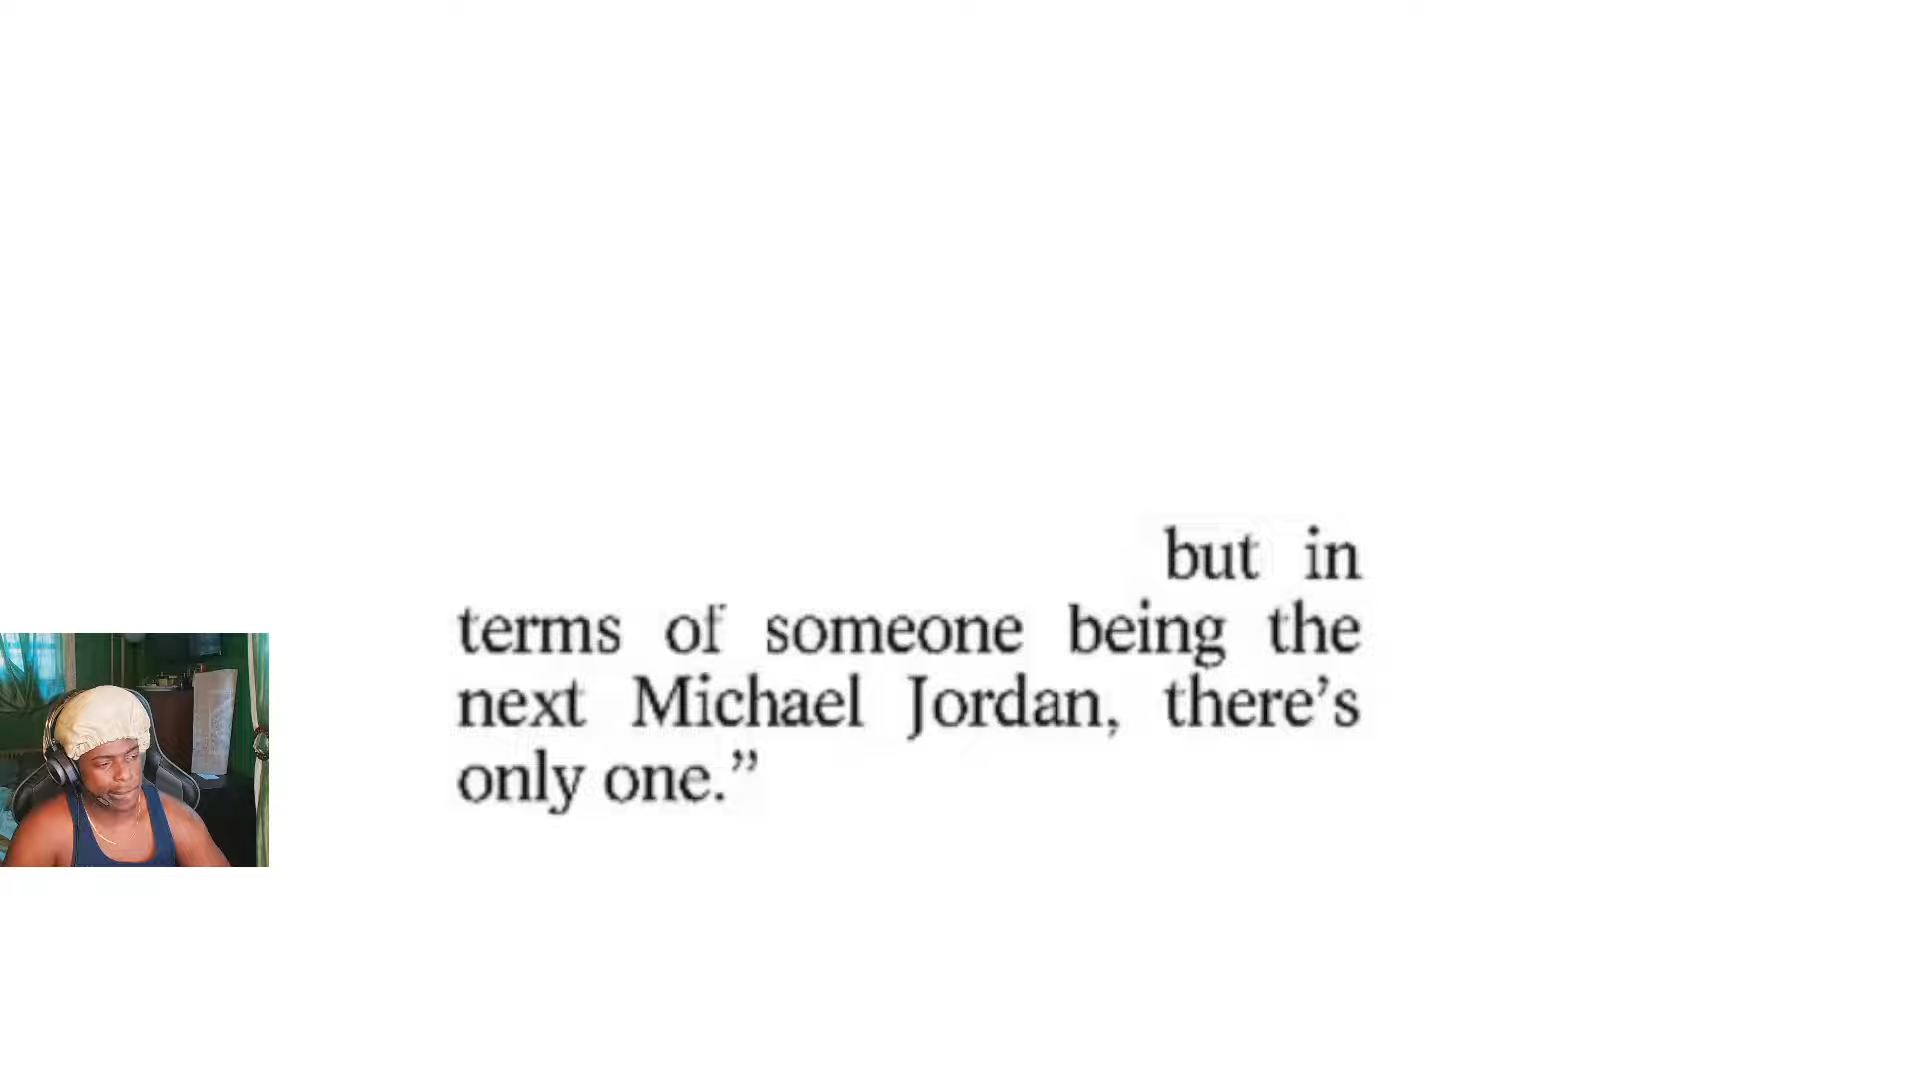 but in
terms of someone being the
next Michael Jordan, there’s
only one.”